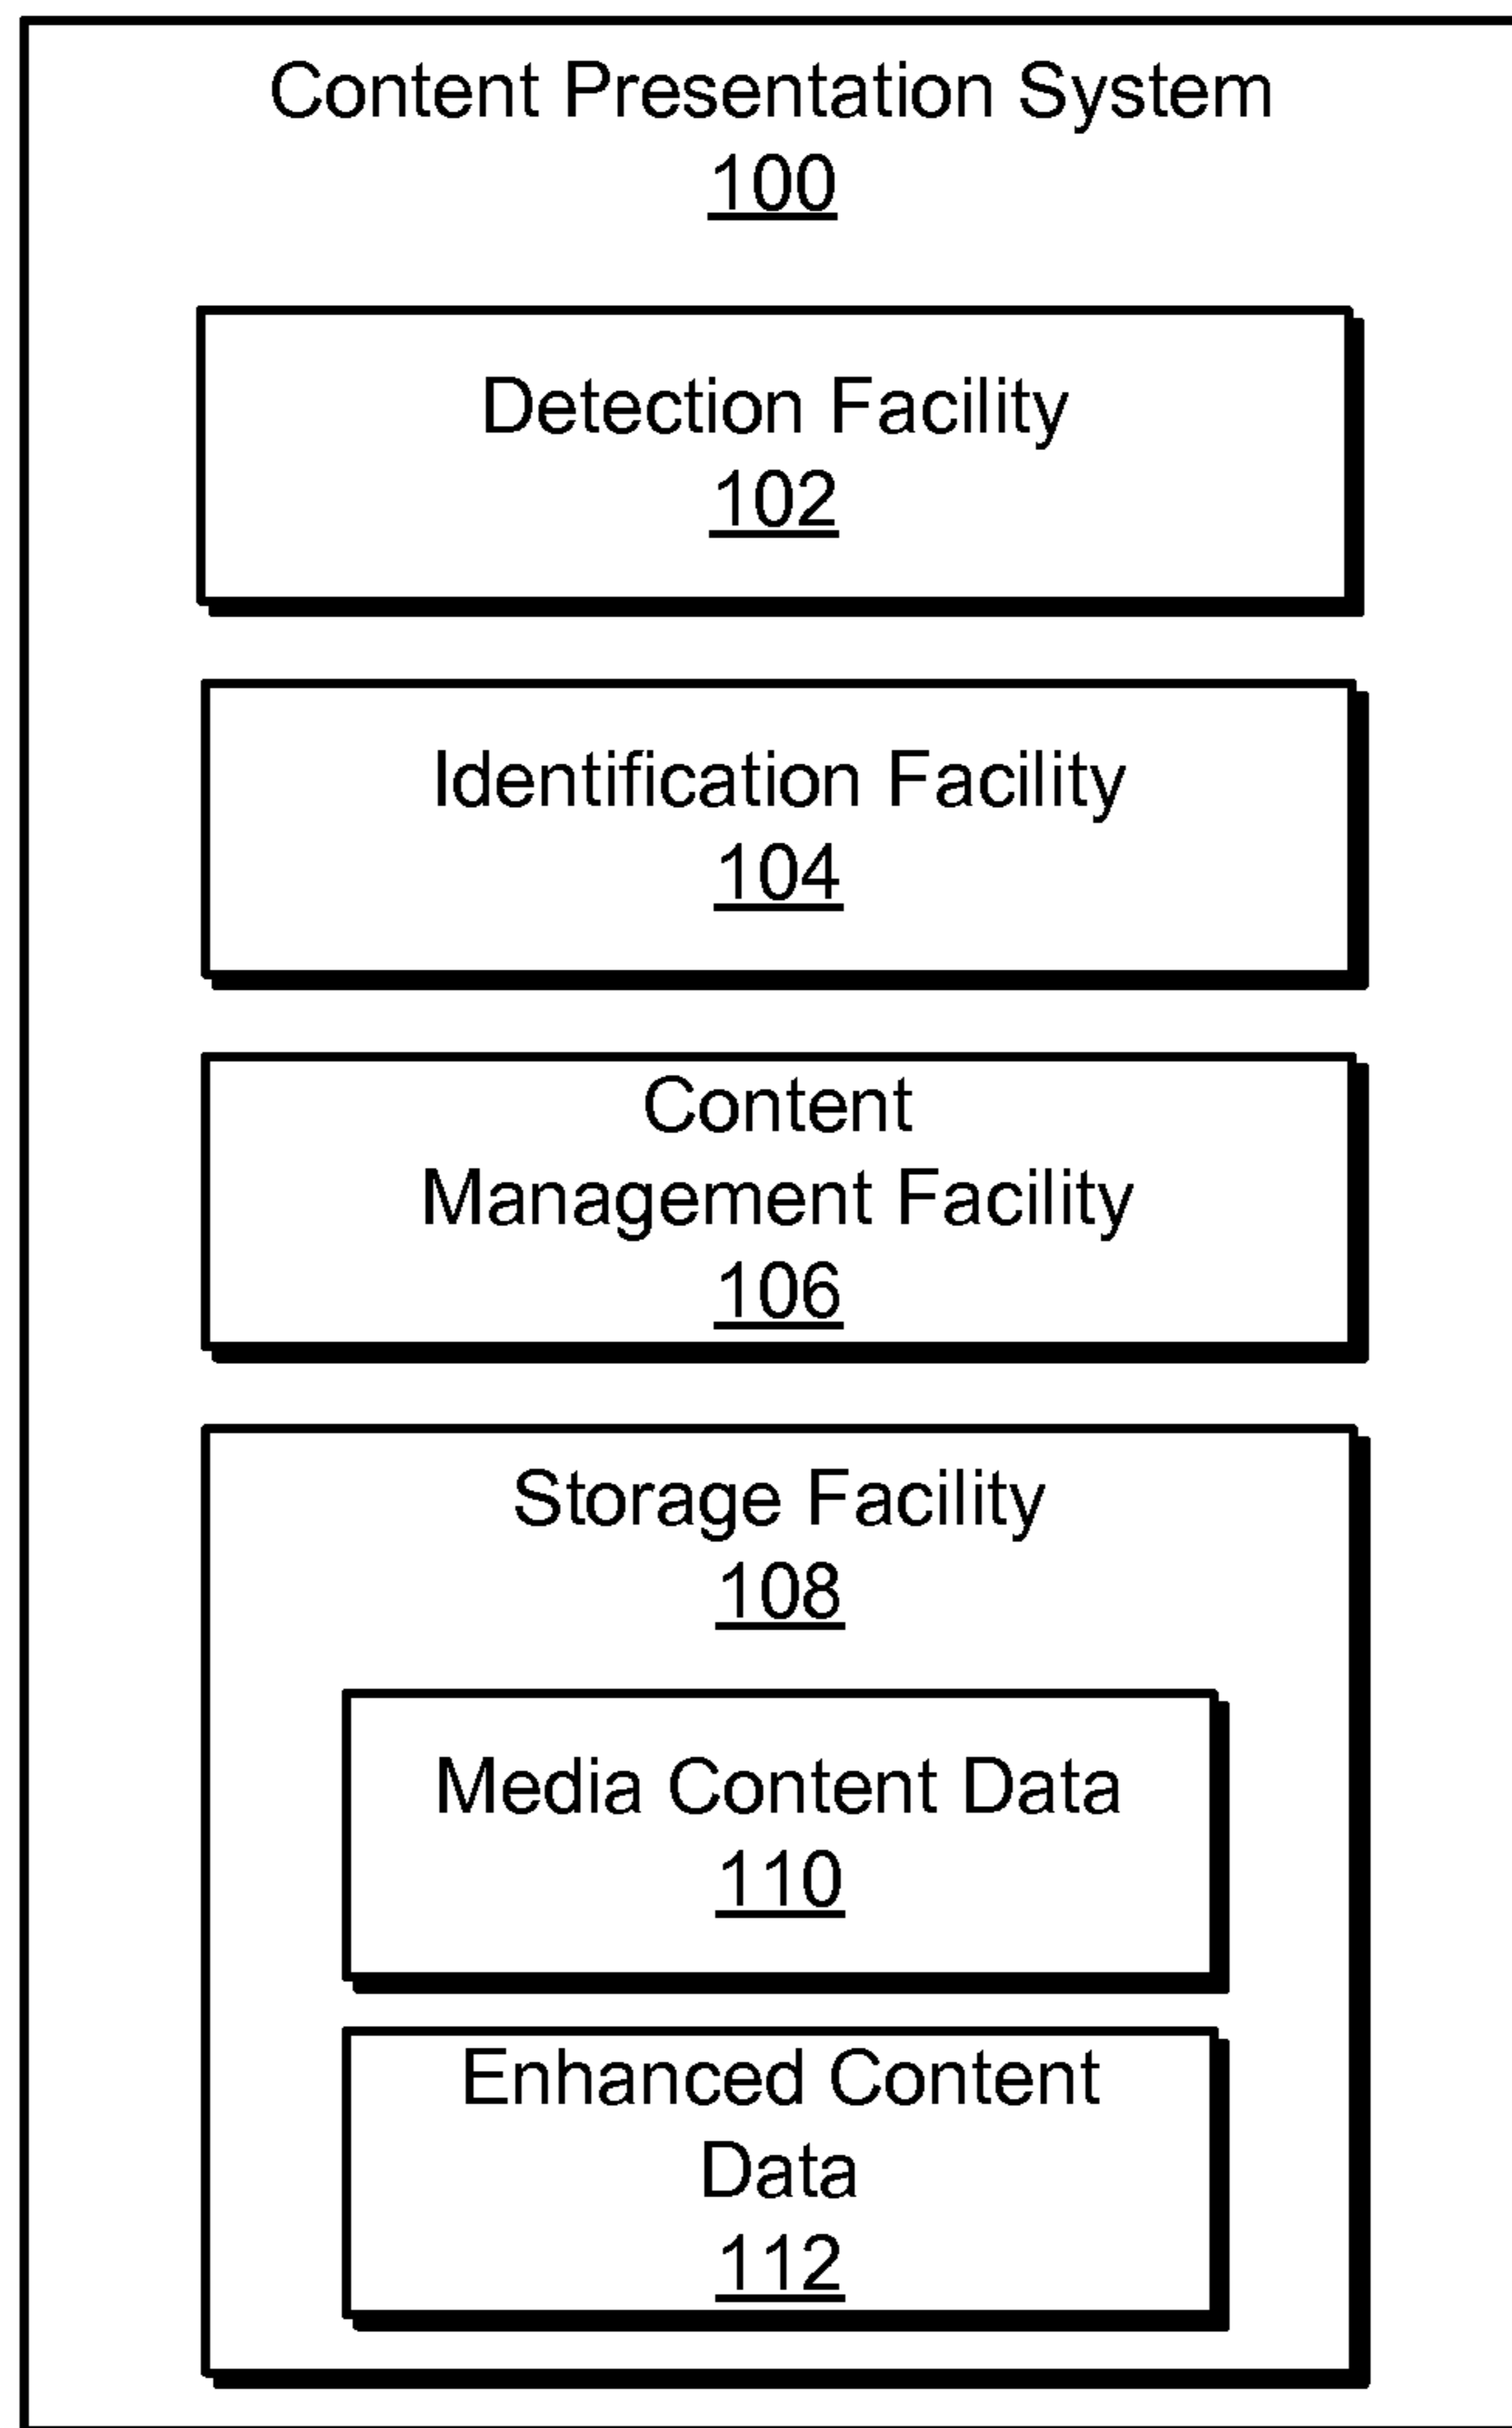 Content Presentation System
100
Detection Facility
102
Identification Facility
104
Content
Management Facility
106
Storage Facility
108
Media Content Data
110
Enhanced Content
Data
112